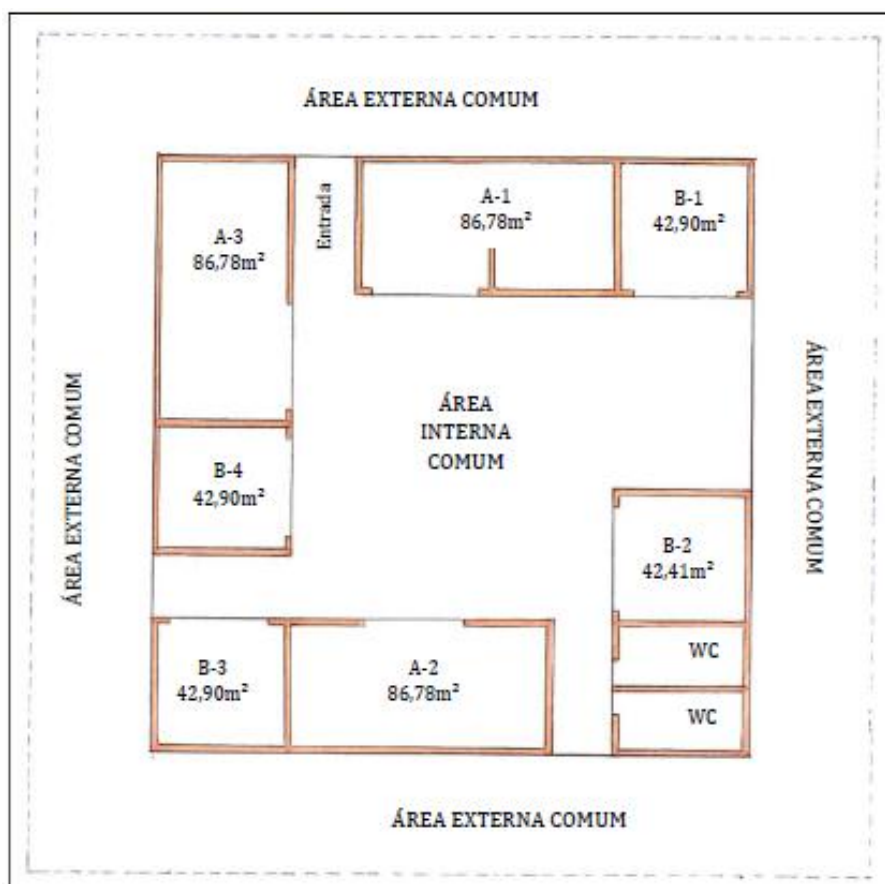 ÁREA EXTERNA COMUM
Entrada
A-1
86,78m²
B-1
42,90m²
A-3
86,78m²
ÁREA
INTERNA
COMUM
ÁREA EXTERNA COMUM
ÁREA EXTERNA COMUM
B-4
42,90m²
B-2
42,41m²
WC
B-3
42,90m²
A-2
86,78m²
WC
ÁREA EXTERNA COMUM